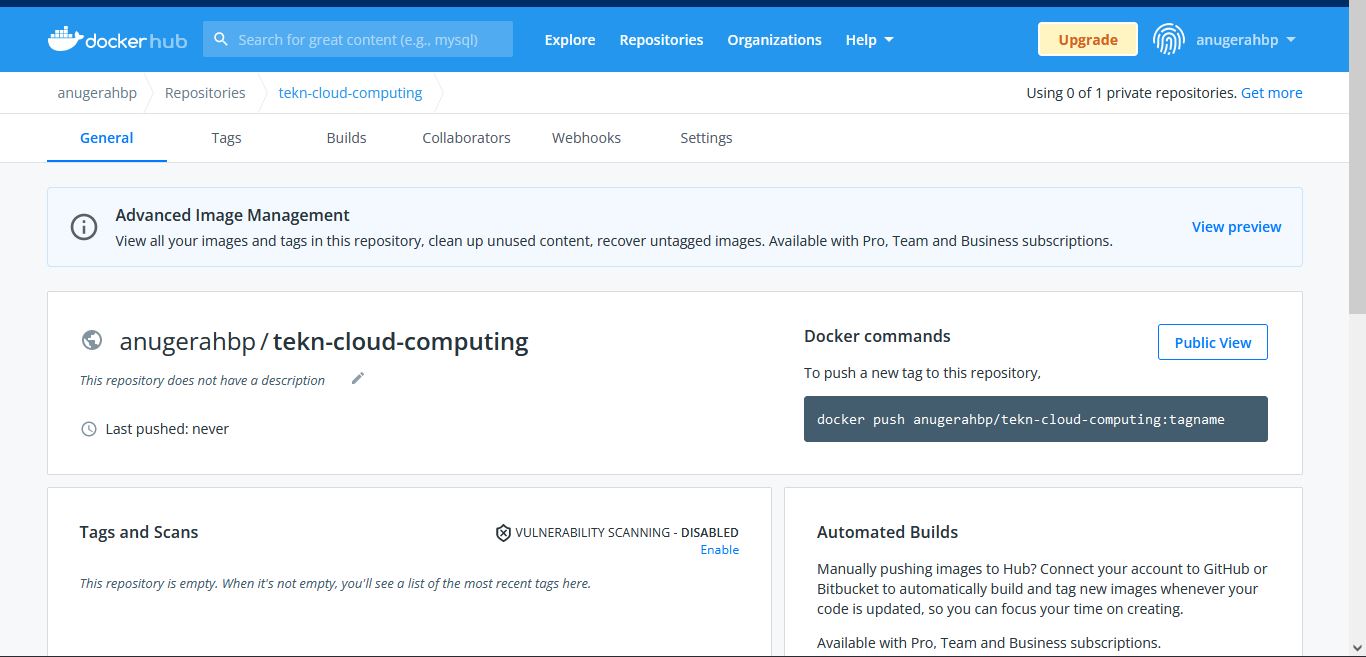 dockerhub
Search for great content (e.g., mysql)
Explore
Repositories
Organizations
Help
Upgrade
anugerahbp
anugerahbp
Repositories
tekn-cloud-computing
Using 0 of 1 private repositories. Get more
General
Tags
Builds
Collaborators
Webhooks
Settings
Advanced Image Management
View all your images and tags in this repository, clean up unused content, recover untagged images. Available with Pro, Team and Business subscriptions.
View preview
anugerahbp / tekn-cloud-computing
This repository does not have a description
Last pushed: never
Docker commands
Public View
To push a new tag to this repository,
docker push anugerahbp/tekn-cloud-computing:tagname
Tags and Scans
VULNERABILITY SCANNING - DISABLED
Enable
This repository is empty. When it's not empty, you'll see a list of the most recent tags here.
Automated Builds
Manually pushing images to Hub? Connect your account to GitHub or
Bitbucket to automatically build and tag new images whenever your
code is updated, so you can focus your time on creating.
Available with Pro, Team and Business subscriptions.